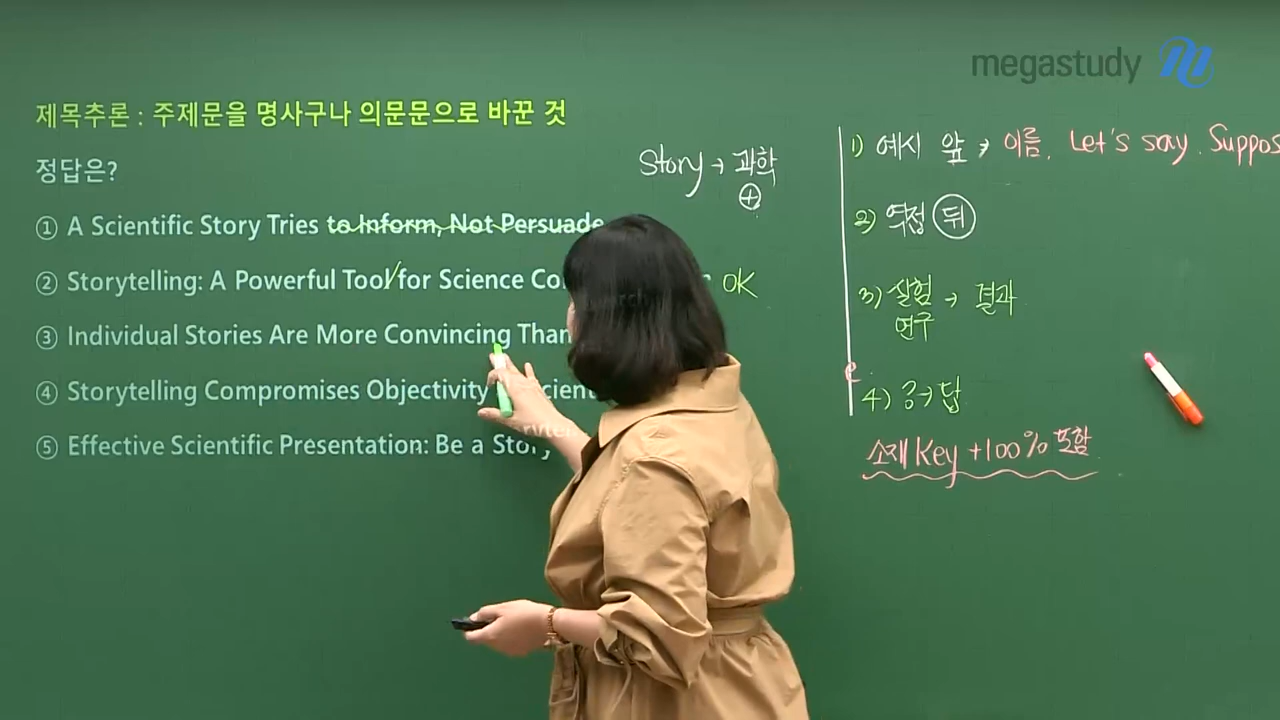 megastudy
제목추론 : 주제문을 명사구나 의문문으로 바꾼 것
정답은?
① A Scientific Story Tries to Inform, Not Persuade
② Storytelling: A Powerful Tool for Science Co
OK
③ Individual Stories Are More Convincing Than
④ Storytelling Compromises Objectivity
⑤ Effective Scientific Presentation: Be a Story
Story → 과학
⊕
1) 예시 앞 → 이름, Let's say, Suppos
2) 역정 뒤
3) 실험 → 결과
연구
4) 궁→답
소재 Key +100% 포함